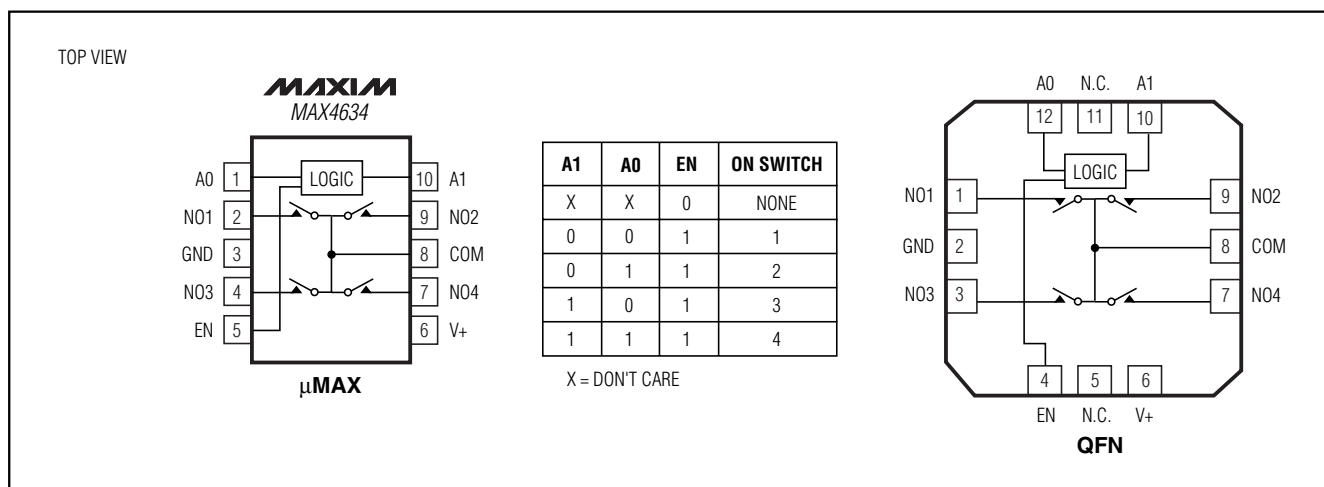 TOP VIEW
MAXIM
MAX4634
A0 1 LOGIC 10 A1
NO1 2 9 NO2
GND 3 8 COM
NO3 4 7 NO4
EN 5 6 V+
µMAX
A1 A0 EN ON SWITCH
X X 0 NONE
0 0 1 1
0 1 1 2
1 0 1 3
1 1 1 4
X = DON'T CARE
A0 N.C. A1
12 11 10
LOGIC
NO1 1 9 NO2
GND 2 8 COM
NO3 3 7 NO4
4 5 6
EN N.C. V+
QFN